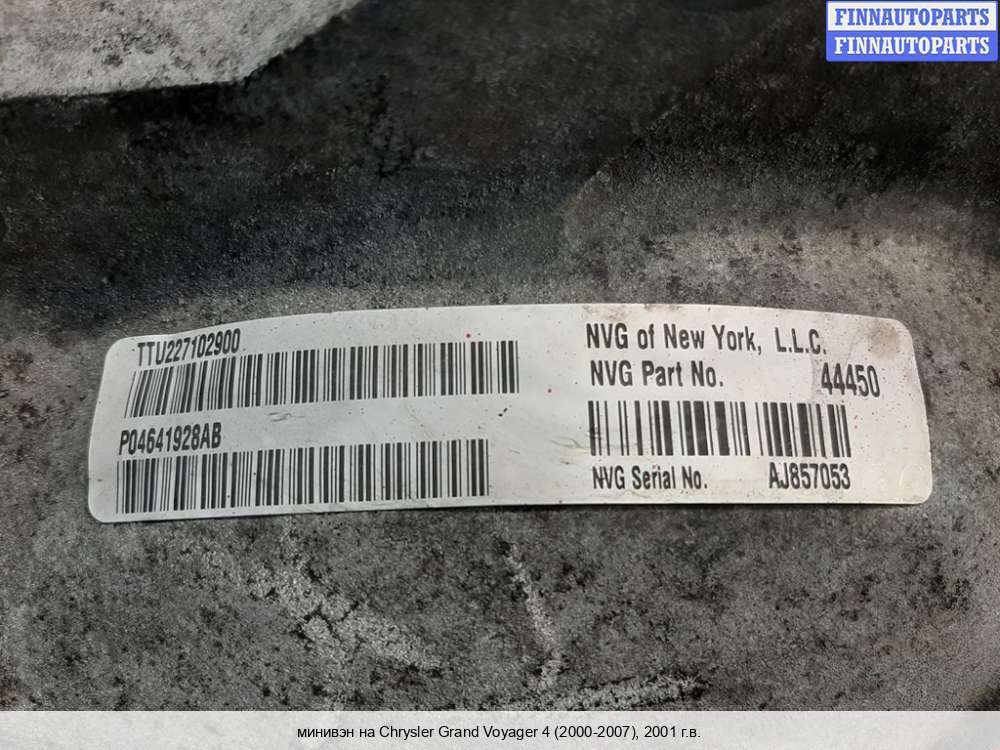 FINNAUTOPARTS
FINNAUTOPARTS
TTU227102900
P04641928AB
NVG of New York, L.L.C.
NVG Part No. 44450
NVG Serial No. AJ857053
минивэн на Chrysler Grand Voyager 4 (2000-2007), 2001 г.в.